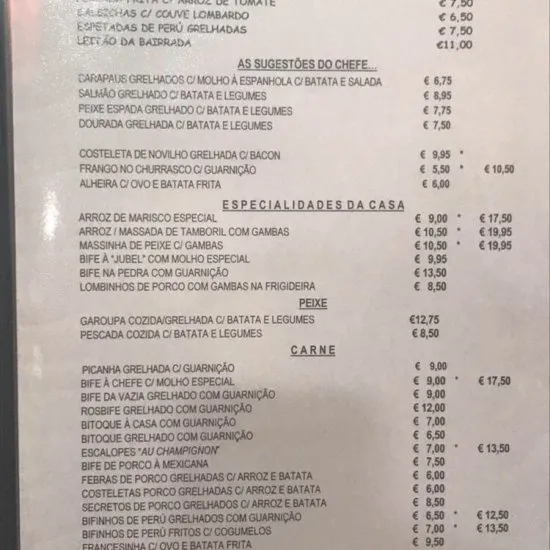 FRITA C/ ARROZ DE TOMATE € 7,50
SALSICHAS C/ COUVE LOMBARDO € 6,50
ESPETADAS DE PERÚ GRELHADAS € 7,50
LEITÃO DA BAIRRADA €11,00
AS SUGESTÕES DO CHEFE...
CARAPAUS GRELHADOS C/ MOLHO À ESPANHOLA C/ BATATA E SALADA € 6,75
SALMÃO GRELHADO C/ BATATA E LEGUMES € 8,95
PEIXE ESPADA GRELHADO C/ BATATA E LEGUMES € 7,75
DOURADA GRELHADA C/ BATATA E LEGUMES € 7,50
COSTELETA DE NOVILHO GRELHADA C/ BACON € 9,95 *
FRANGO NO CHURRASCO C/ GUARNIÇÃO € 5,50 * € 10,50
ALHEIRA C/ OVO E BATATA FRITA € 6,00
ESPECIALIDADES DA CASA
ARROZ DE MARISCO ESPECIAL € 9,00 * € 17,50
ARROZ / MASSADA DE TAMBORIL COM GAMBAS € 10,50 * € 19,95
MASSINHA DE PEIXE C/ GAMBAS € 10,50 * € 19,95
BIFE À "JUBEL" COM MOLHO ESPECIAL € 9,95
BIFE NA PEDRA COM GUARNIÇÃO € 13,50
LOMBINHOS DE PORCO COM GAMBAS NA FRIGIDEIRA € 8,50
PEIXE
GAROUPA COZIDA/GRELHADA C/ BATATA E LEGUMES €12,75
PESCADA COZIDA C/ BATATA E LEGUMES €8,50
CARNE
PICANHA GRELHADA C/ GUARNIÇÃO € 9,00
BIFE À CHEFE C/ MOLHO ESPECIAL € 9,00 * € 17,50
BIFE DA VAZIA GRELHADO COM GUARNIÇÃO € 9,00
ROSBIFE GRELHADO COM GUARNIÇÃO € 12,00
BITOQUE À CASA COM GUARNIÇÃO € 7,00
BITOQUE GRELHADO COM GUARNIÇÃO € 6,50
ESCALOPES "AU CHAMPIGNON" € 7,00 * € 13,50
BIFE DE PORCO À MEXICANA € 7,50
FEBRAS DE PORCO GRELHADAS C/ ARROZ E BATATA € 6,00
COSTELETAS PORCO GRELHADAS C/ ARROZ E BATATA € 6,00
SECRETOS DE PORCO GRELHADOS C/ ARROZ E BATATA € 8,50
BIFINHOS DE PERÚ GRELHADOS COM GUARNIÇÃO € 6,50 * € 12,50
BIFINHOS DE PERÚ FRITOS C/ COGUMELOS € 7,00 * € 13,50
FRANCESINHA C/ OVO E BATATA FRITA € 9,50